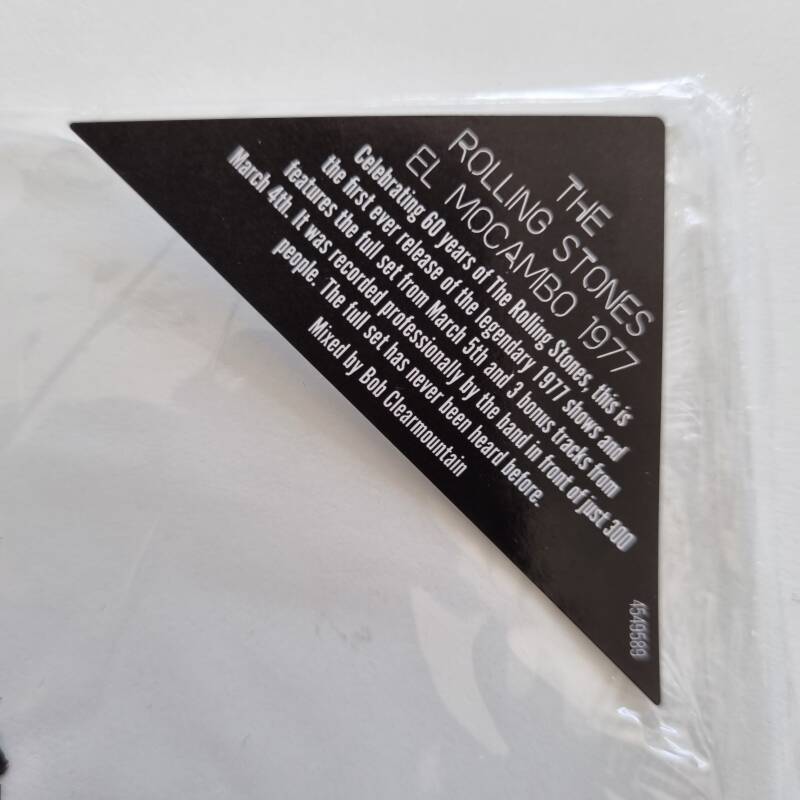 THE
ROLLING STONES
EL MOCAMBO 1977
Celebrating 60 years of The Rolling Stones, this is
the first ever release of the legendary 1977 shows and
features the full set from March 5th and 3 bonus tracks from
March 4th. It was recorded professionally by the band in front of just 300
people. The full set has never been heard before.
Mixed by Bob Clearmountain
4549589